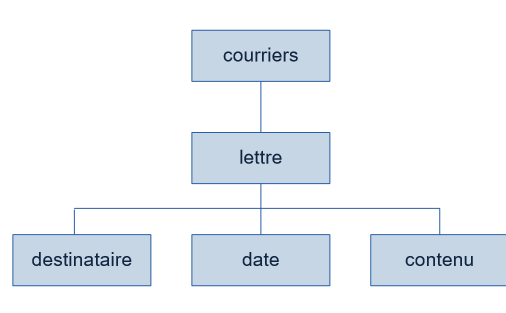 courriers
lettre
destinataire
date
contenu